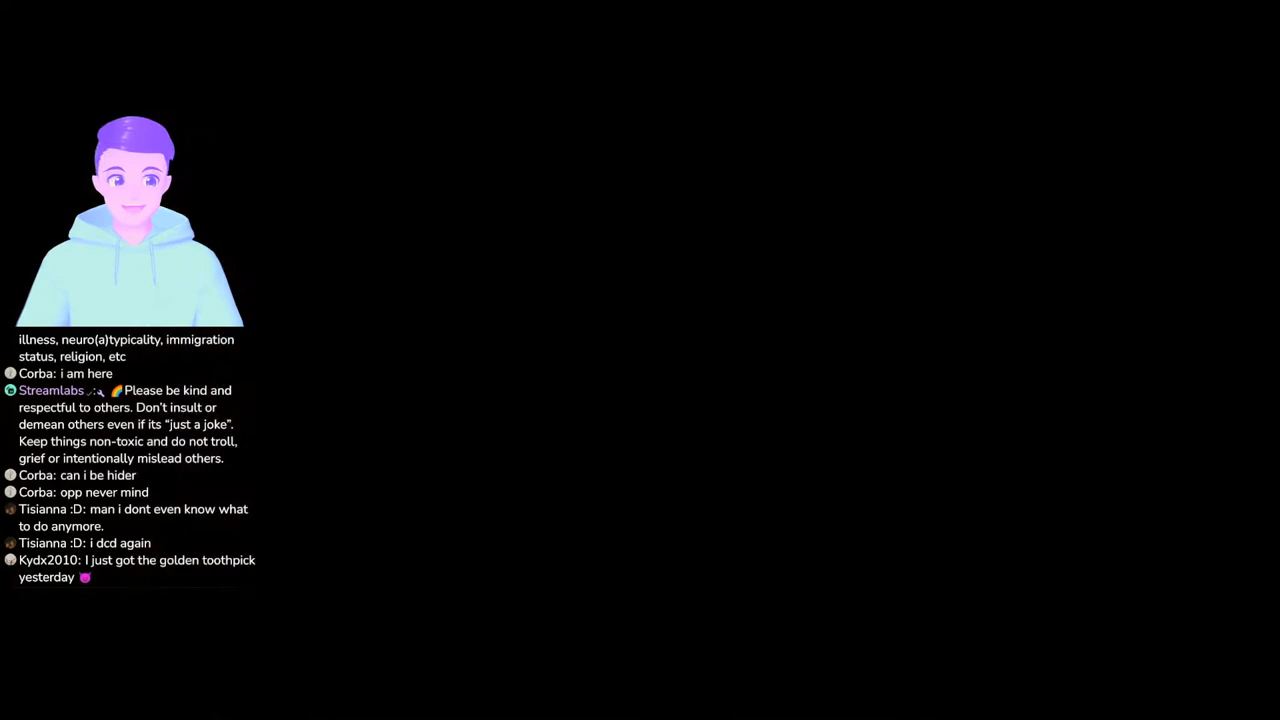 illness, neuro(a)typicality, immigration
status, religion, etc
Corba: i am here
Streamlabs 🌈Please be kind and
respectful to others. Don't insult or
demean others even if its “just a joke”.
Keep things non-toxic and do not troll,
grief or intentionally mislead others.
Corba: can i be hider
Corba: opp never mind
Tisianna :D: man i dont even know what
to do anymore.
Tisianna :D: i dcd again
Kydx2010: I just got the golden toothpick
yesterday 😈